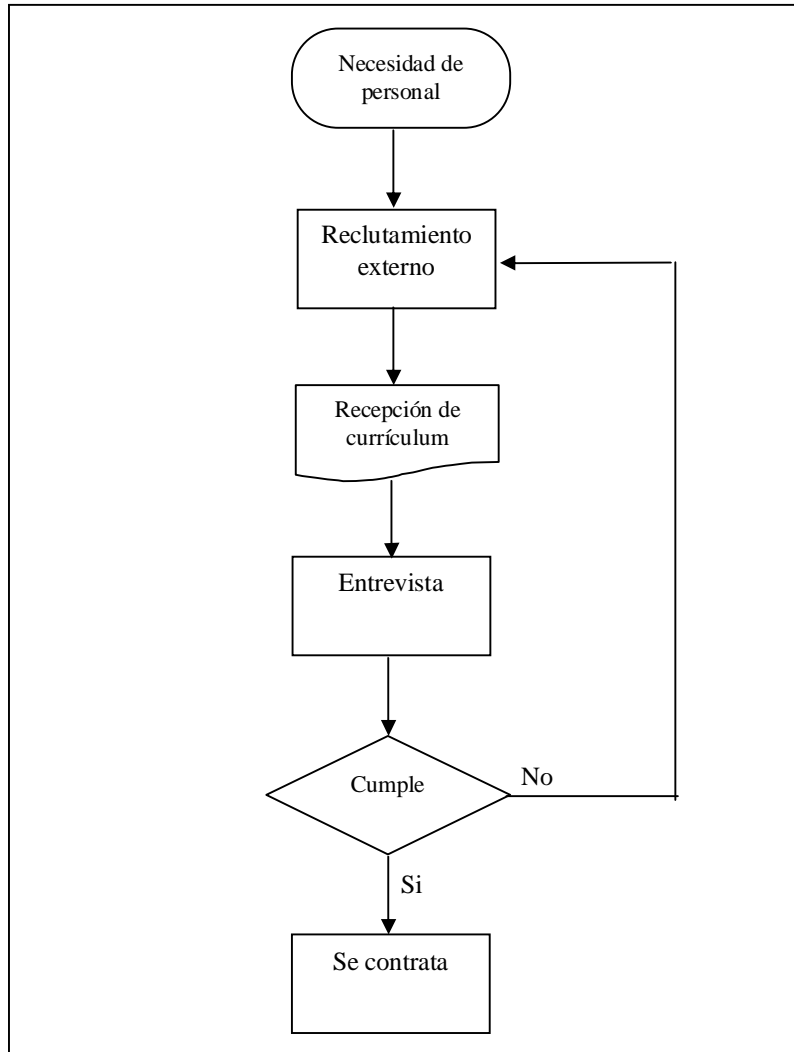 Necesidad de
personal
Reclutamiento
externo
Recepción de
currículum
Entrevista
Cumple
No
Si
Se contrata